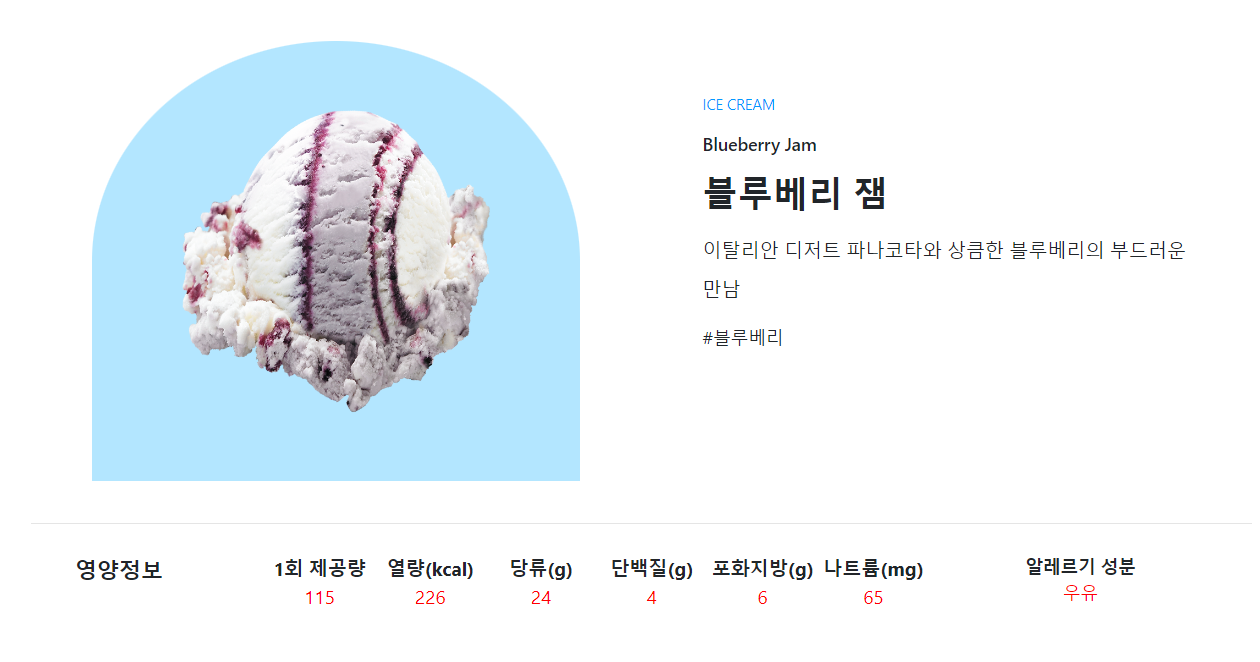 ICE CREAM
Blueberry Jam
블루베리 잼
이탈리안 디저트 파나코타와 상큼한 블루베리의 부드러운
만남
#블루베리
영양정보 1회 제공량 열량(kcal) 당류(g) 단백질(g) 포화지방(g) 나트륨(mg) 알레르기 성분
115 226 24 4 6 65 우유